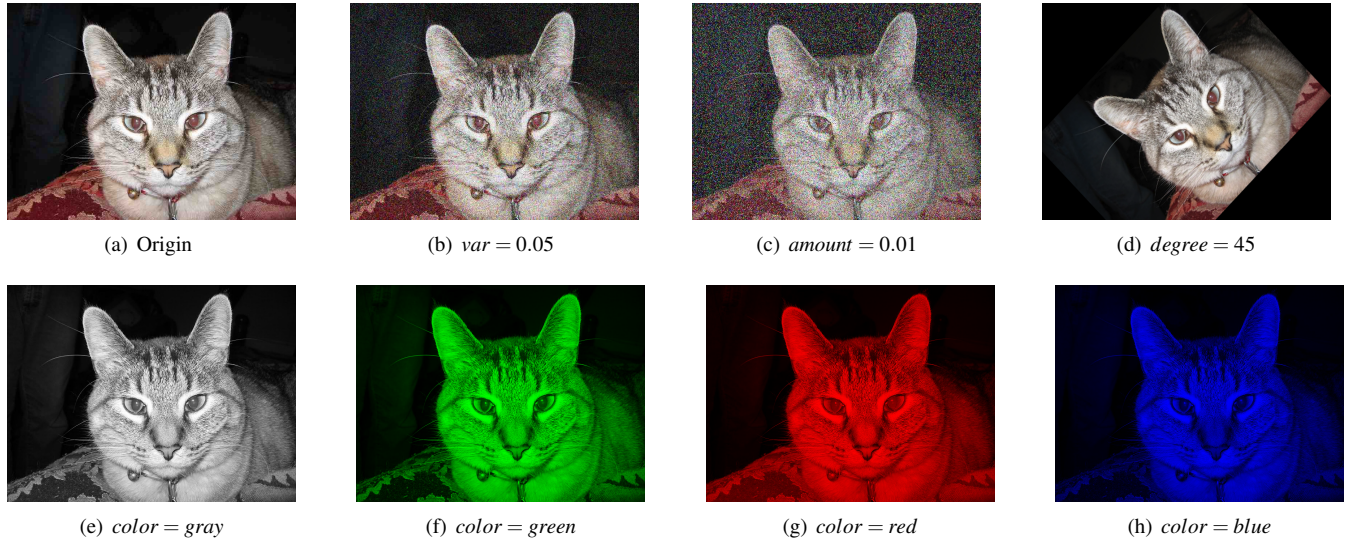 (a) Origin
(b) var = 0.05
(c) amount = 0.01
(d) degree = 45
(e) color = gray
(f) color = green
(g) color = red
(h) color = blue